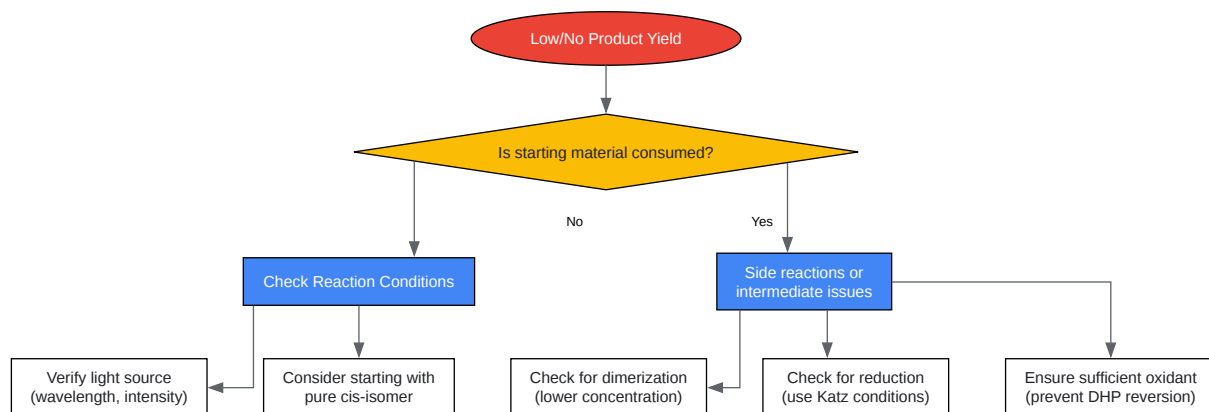 Low/No Product Yield
Is starting material consumed?
No
Yes
Check Reaction Conditions
Side reactions or
intermediate issues
Verify light source
(wavelength, intensity)
Consider starting with
pure cis-isomer
Check for dimerization
(lower concentration)
Check for reduction
(use Katz conditions)
Ensure sufficient oxidant
(prevent DHP reversion)